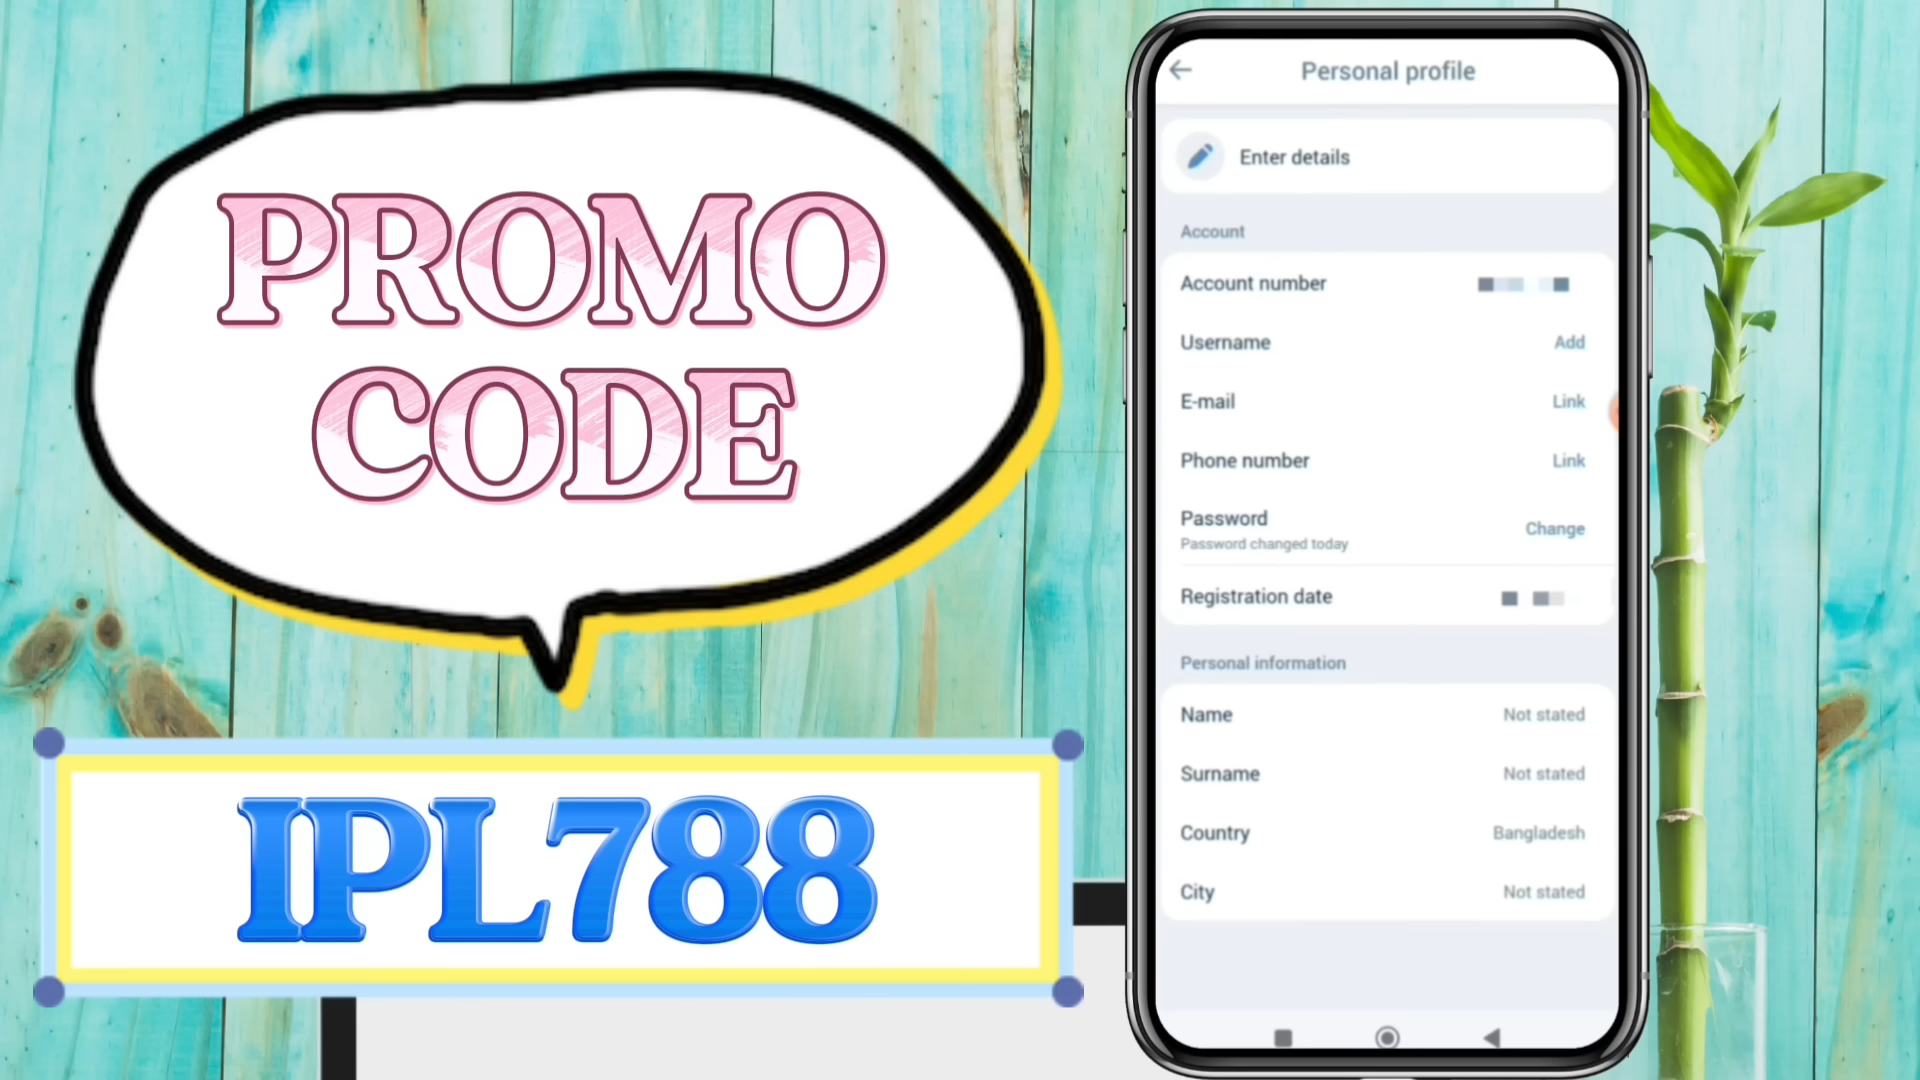 PROMO
CODE
IPL788
Personal profile
Enter details
Account
Account number
Username Add
E-mail Link
Phone number Link
Password Change
Password changed today
Registration date
Personal information
Name Not stated
Surname Not stated
Country Bangladesh
City Not stated